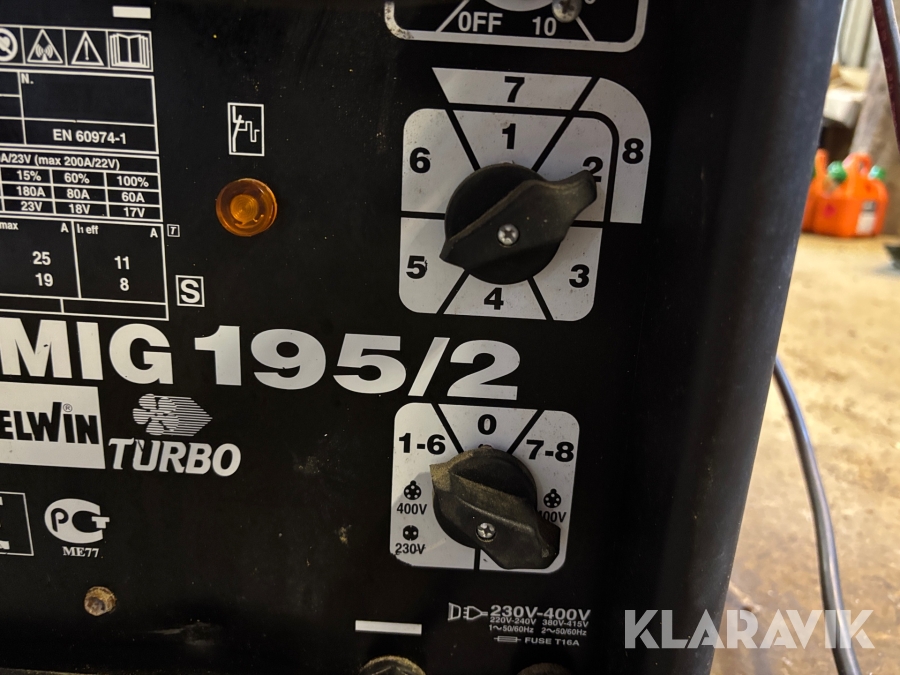 OFF 10
N.
EN 60974-1
A/23V (max 200A/22V)
15% 60% 100%
180A 80A 60A
23V 18V 17V
max A I₁ eff A
25 11
19 8
S
7
8
6 1 2
5 4 3
MIG 195/2
ELWIN®
TURBO
PCT
ME77
0
1-6 7-8
400V
230V
230V-400V
220V-240V 380V-415V
1~50/60Hz 2~50/60Hz
FUSE T16A
KLARAVIK